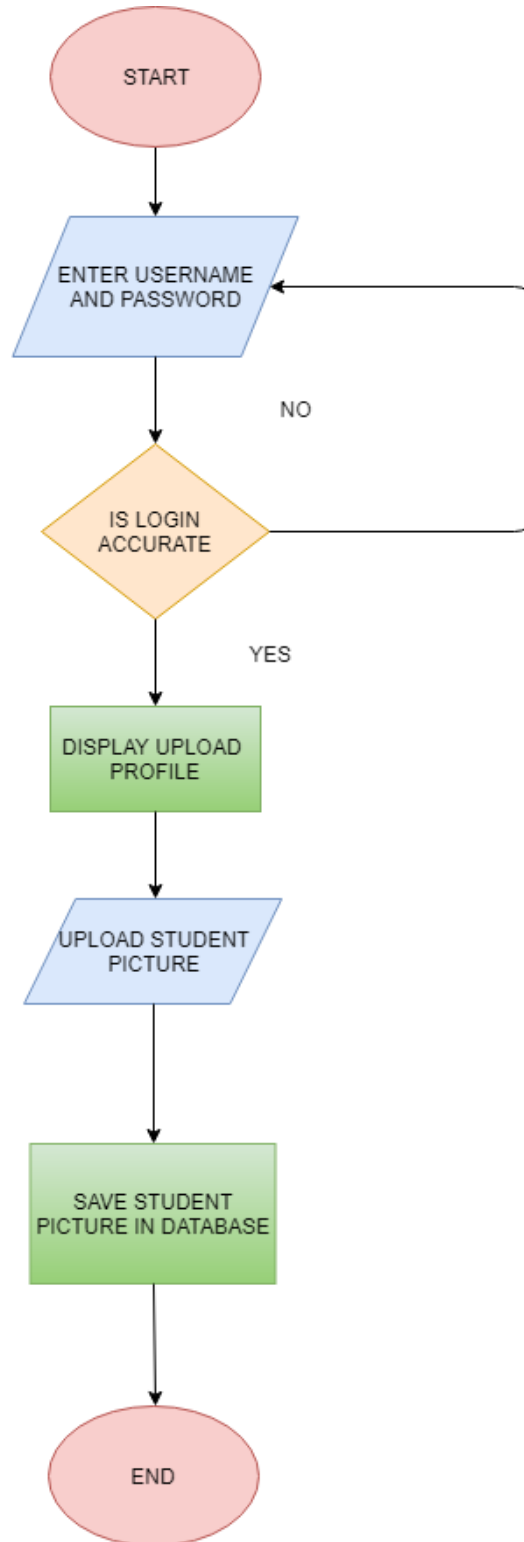 START
ENTER USERNAME
AND PASSWORD
NO
IS LOGIN
ACCURATE
YES
DISPLAY UPLOAD
PROFILE
UPLOAD STUDENT
PICTURE
SAVE STUDENT
PICTURE IN DATABASE
END